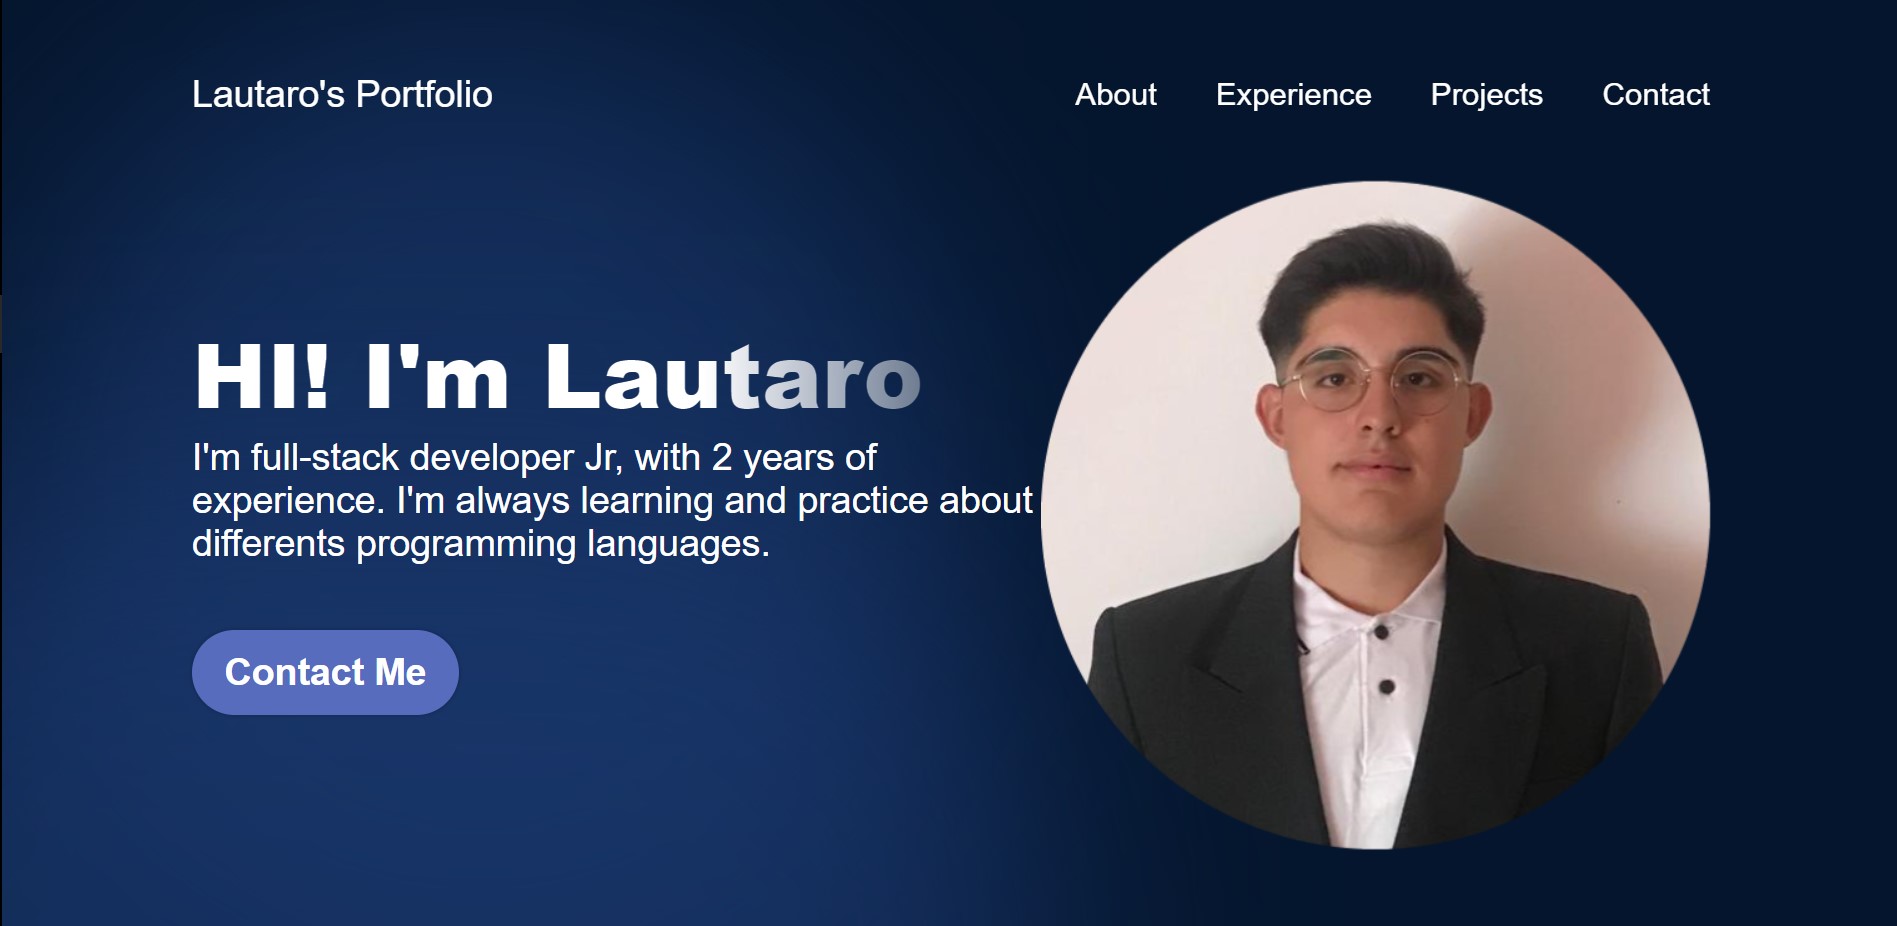 Lautaro's Portfolio
About Experience Projects Contact
HI! I'm Lautaro
I'm full-stack developer Jr, with 2 years of
experience. I'm always learning and practice about
differents programming languages.
Contact Me